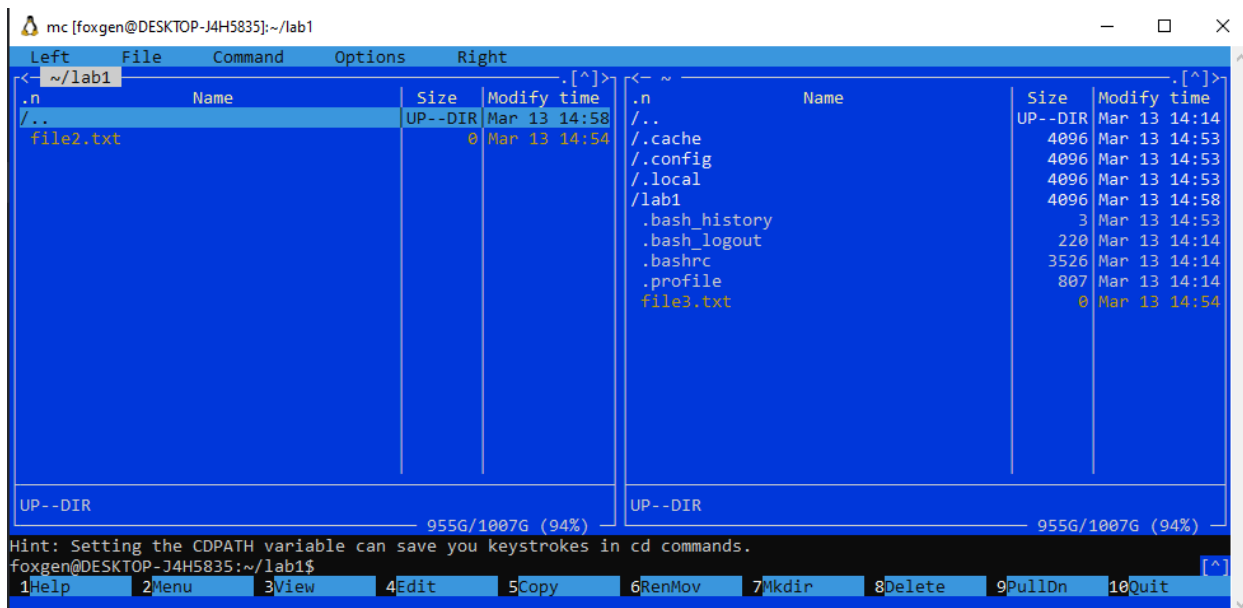 mc [foxgen@DESKTOP-J4H5835]:~/lab1
Left File Command Options Right
<- ~/lab1 .[^]> <- ~ .[^]>
.n Name Size Modify time .n Name Size Modify time
/.. UP--DIR Mar 13 14:58 /.. UP--DIR Mar 13 14:14
file2.txt 0 Mar 13 14:54 /.cache 4096 Mar 13 14:53
/.config 4096 Mar 13 14:53
/.local 4096 Mar 13 14:53
/lab1 4096 Mar 13 14:58
.bash_history 3 Mar 13 14:53
.bash_logout 220 Mar 13 14:14
.bashrc 3526 Mar 13 14:14
.profile 807 Mar 13 14:14
file3.txt 0 Mar 13 14:54
UP--DIR UP--DIR
955G/1007G (94%) 955G/1007G (94%)
Hint: Setting the CDPATH variable can save you keystrokes in cd commands.
foxgen@DESKTOP-J4H5835:~/lab1$ [^]
1Help 2Menu 3View 4Edit 5Copy 6RenMov 7Mkdir 8Delete 9PullDn 10Quit